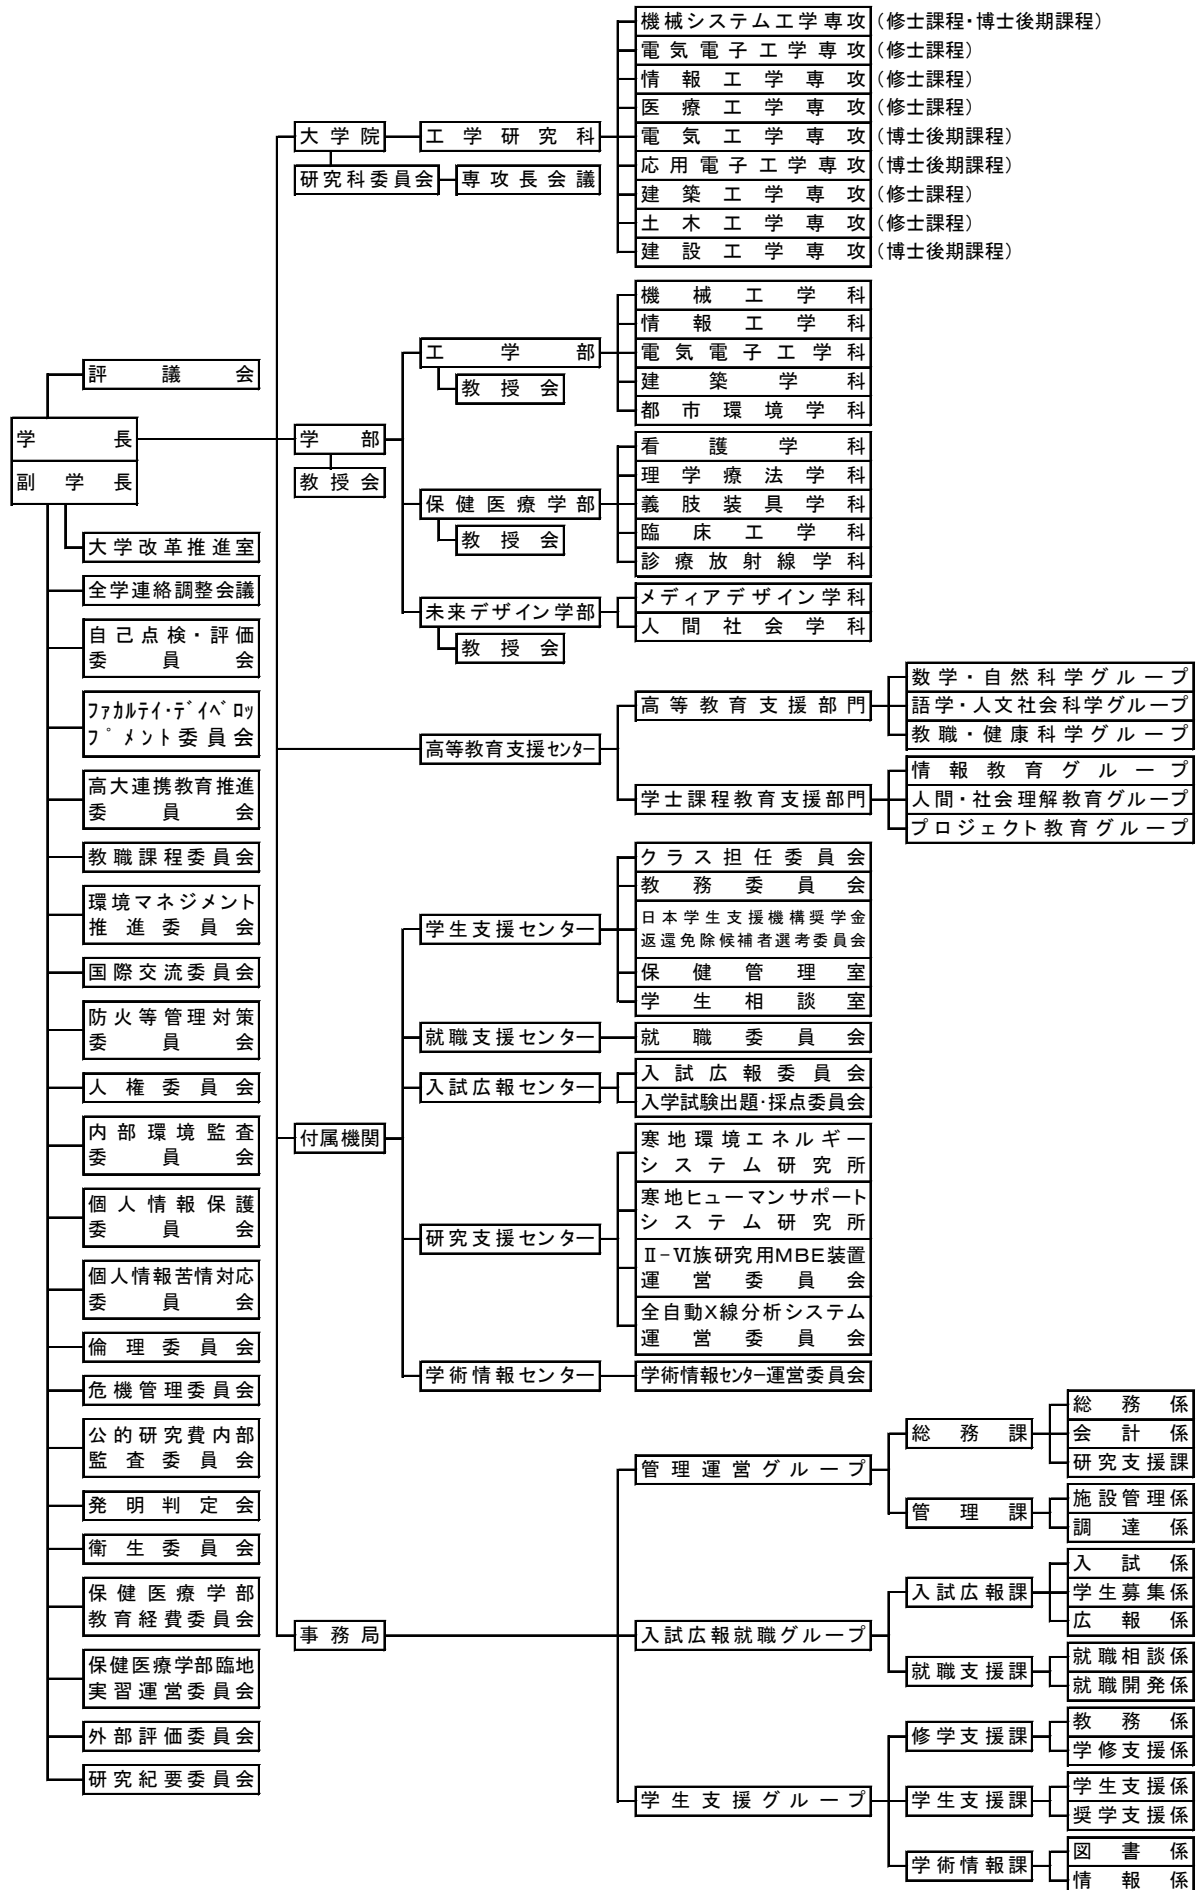 評議会
学長
副学長
大学改革推進室
全学連絡調整会議
自己点検・評価
委員会
ファカルテイ・デイベロッ
プメント委員会
高大連携教育推進
委員会
教職課程委員会
環境マネジメント
推進委員会
国際交流委員会
防火等管理対策
委員会
人権委員会
内部環境監査
委員会
個人情報保護
委員会
個人情報苦情対応
委員会
倫理委員会
危機管理委員会
公的研究費内部
監査委員会
発明判定会
衛生委員会
保健医療学部
教育経費委員会
保健医療学部臨地
実習運営委員会
外部評価委員会
研究紀要委員会
大学院
研究科委員会
専攻長会議
工学研究科
機械システム工学専攻(修士課程・博士後期課程)
電気電子工学専攻(修士課程)
情報工学専攻(修士課程)
医療工学専攻(修士課程)
電気工学専攻(博士後期課程)
応用電子工学専攻(博士後期課程)
建築工学専攻(修士課程)
土木工学専攻(修士課程)
建設工学専攻(博士後期課程)
学部
教授会
工学部
教授会
機械工学科
情報工学科
電気電子工学科
建築学科
都市環境学科
保健医療学部
教授会
看護学科
理学療法学科
義肢装具学科
臨床工学科
診療放射線学科
未来デザイン学部
教授会
メディアデザイン学科
人間社会学科
高等教育支援センター
高等教育支援部門
数学・自然科学グループ
語学・人文社会科学グループ
教職・健康科学グループ
学士課程教育支援部門
情報教育グループ
人間・社会理解教育グループ
プロジェクト教育グループ
付属機関
学生支援センター
クラス担任委員会
教務委員会
日本学生支援機構奨学金
返還免除候補者選考委員会
保健管理室
学生相談室
就職支援センター
就職委員会
入試広報センター
入試広報委員会
入学試験出題・採点委員会
研究支援センター
寒地環境エネルギー
システム研究所
寒地ヒューマンサポート
システム研究所
Ⅱ-Ⅵ族研究用MBE装置
運営委員会
全自動X線分析システム
運営委員会
学術情報センター
学術情報センター運営委員会
事務局
管理運営グループ
総務課
総務係
会計係
研究支援課
管理課
施設管理係
調達係
入試広報就職グループ
入試広報課
入試係
学生募集係
広報係
就職支援課
就職相談係
就職開発係
学生支援グループ
修学支援課
教務係
学修支援係
学生支援課
学生支援係
奨学支援係
学術情報課
図書係
情報係